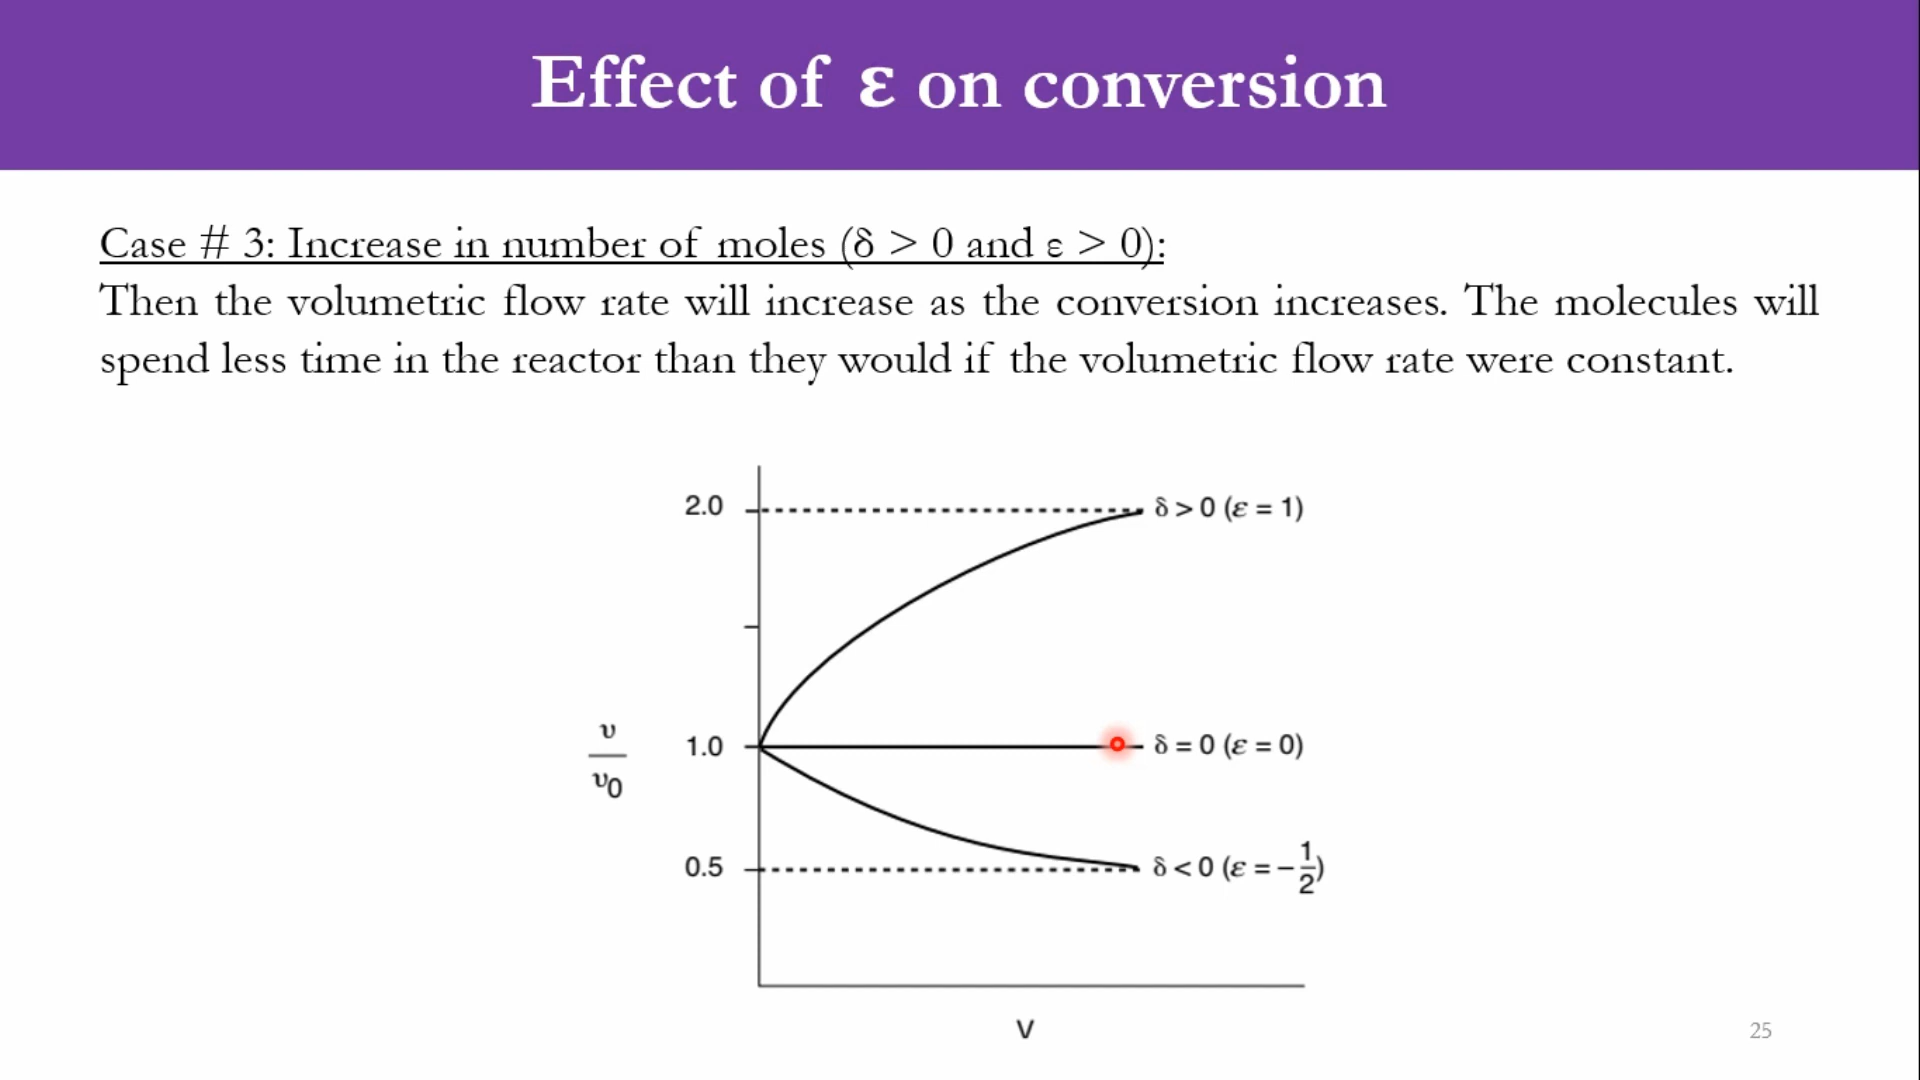 Effect of ε on conversion
Case # 3: Increase in number of moles (δ > 0 and ε > 0):
Then the volumetric flow rate will increase as the conversion increases. The molecules will
spend less time in the reactor than they would if the volumetric flow rate were constant.
2.0
δ > 0 (ε = 1)
υ
υ0
1.0
δ = 0 (ε = 0)
0.5
δ < 0 (ε = −1/2)
V
25